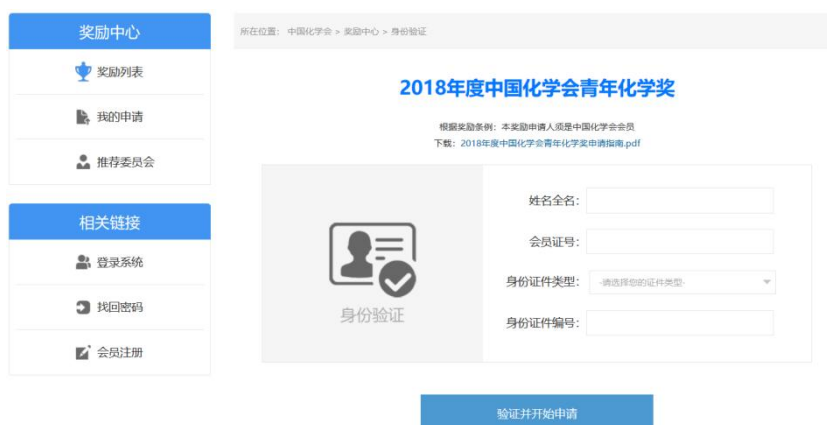 奖励中心
奖励列表
我的申请
推荐委员会
相关链接
登录系统
找回密码
会员注册
所在位置： 中国化学会 > 奖励中心 > 身份验证
2018年度中国化学会青年化学奖
根据奖励条例：本奖励申请人须是中国化学会会员
下载：2018年度中国化学会青年化学奖申请指南.pdf
身份验证
姓名全名：
会员证号：
身份证件类型： -请选择您的证件类型-
身份证件编号：
验证并开始申请